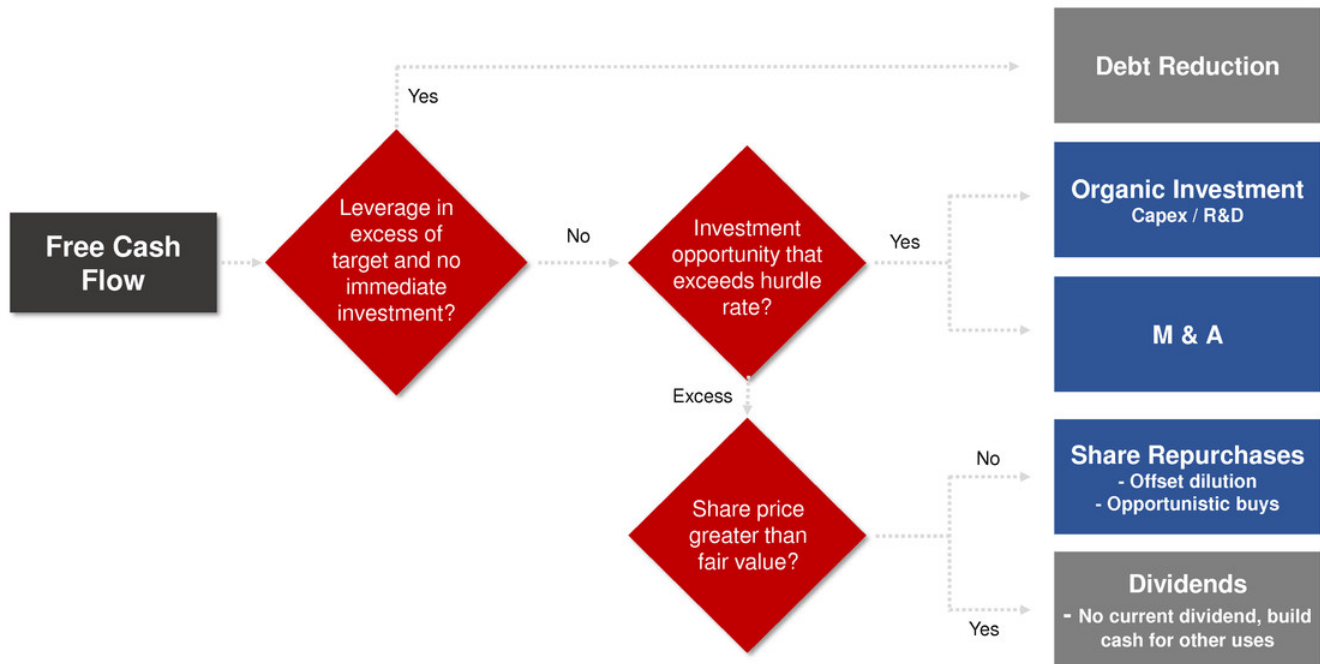 Free Cash
Flow
Yes
Leverage in
excess of
target and no
immediate
investment?
No
Investment
opportunity that
exceeds hurdle
rate?
Yes
Excess
Share price
greater than
fair value?
No
Yes
Debt Reduction
Organic Investment
Capex / R&D
M & A
Share Repurchases
- Offset dilution
- Opportunistic buys
Dividends
- No current dividend, build
cash for other uses